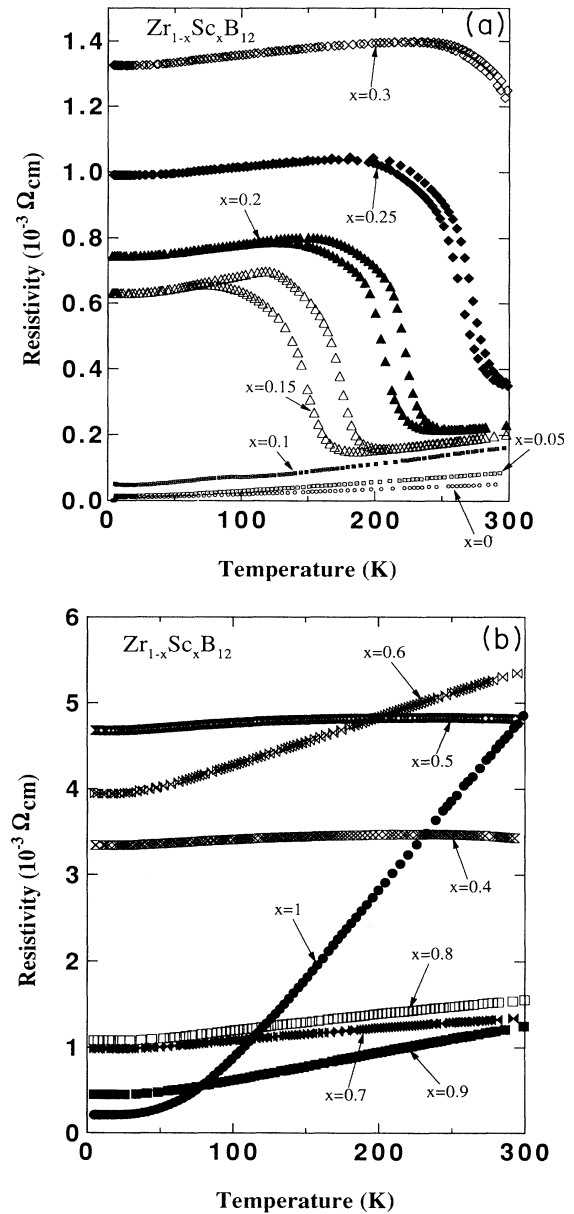 (a)
Zr1-xScxB12
1.4
1.2
1.0
0.8
0.6
0.4
0.2
0.0
Resistivity (10-3 Ωcm)
x=0.3
x=0.25
x=0.2
x=0.15
x=0.1
x=0.05
x=0
0
100
200
300
Temperature (K)
(b)
Zr1-xScxB12
6
5
4
3
2
1
0
Resistivity (10-3 Ωcm)
x=0.6
x=0.5
x=0.4
x=1
x=0.8
x=0.7
x=0.9
0
100
200
300
Temperature (K)